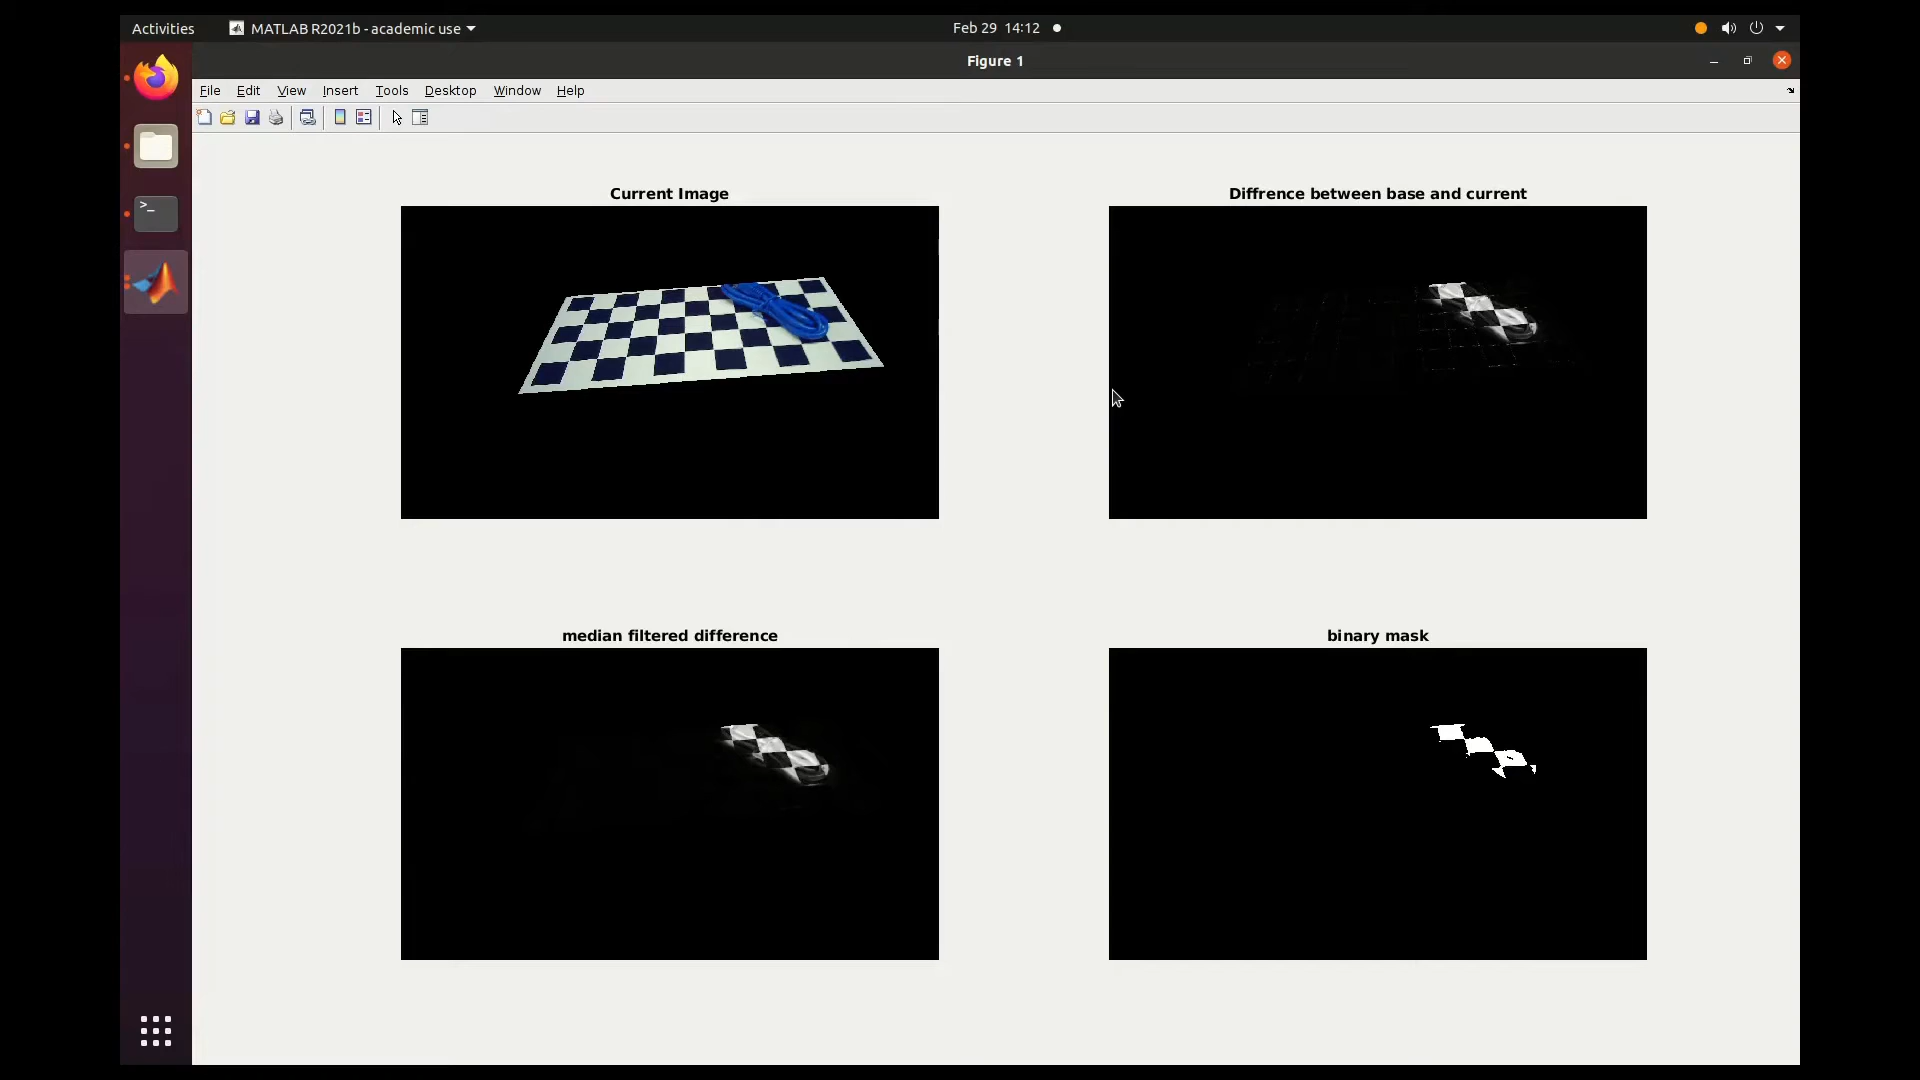 Activities
MATLAB R2021b - academic use
Feb 29 14:12
Figure 1
File Edit View Insert Tools Desktop Window Help
>_
Current Image
Diffrence between base and current
median filtered difference
binary mask